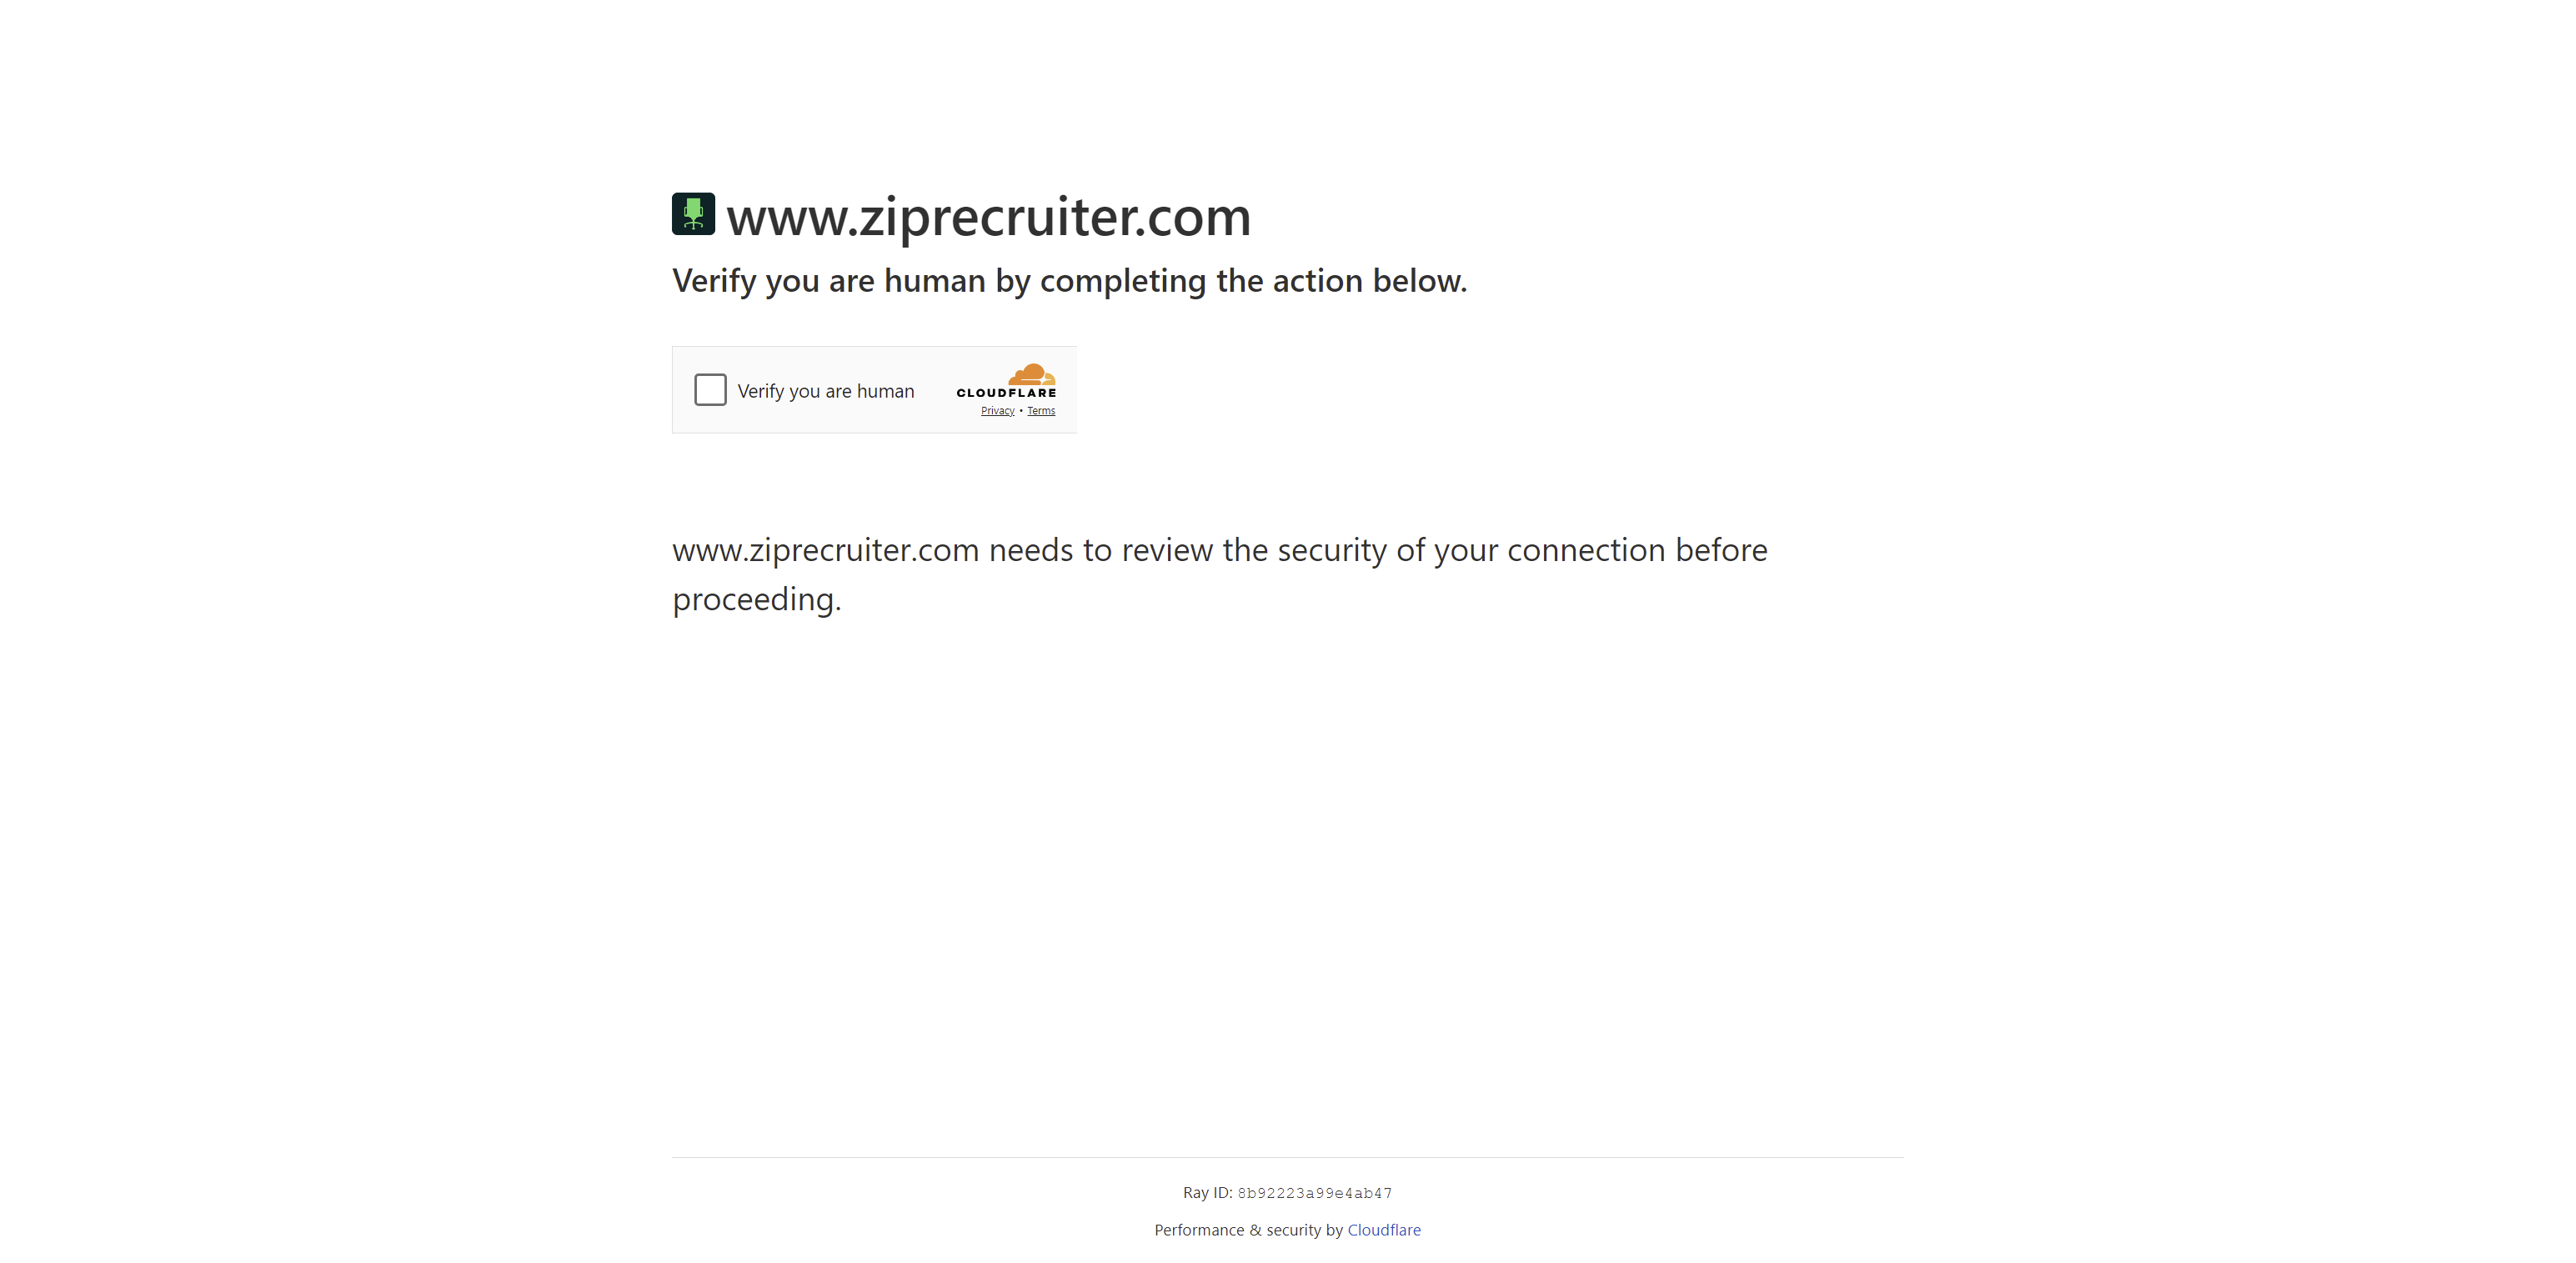 www.ziprecruiter.com
Verify you are human by completing the action below.
Verify you are human
CLOUDFLARE
Privacy • Terms
www.ziprecruiter.com needs to review the security of your connection before
proceeding.
Ray ID: 8b92223a99e4ab47
Performance & security by Cloudflare